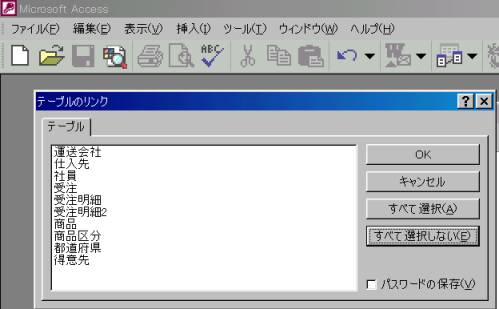 Microsoft Access
ファイル(F) 編集(E) 表示(V) 挿入(I) ツール(T) ウィンドウ(W) ヘルプ(H)
ABC
テーブルのリンク
テーブル
運送会社
仕入先
社員
受注
受注明細
受注明細2
商品
商品区分
都道府県
得意先
OK
キャンセル
すべて選択(A)
すべて選択しない(E)
パスワードの保存(V)